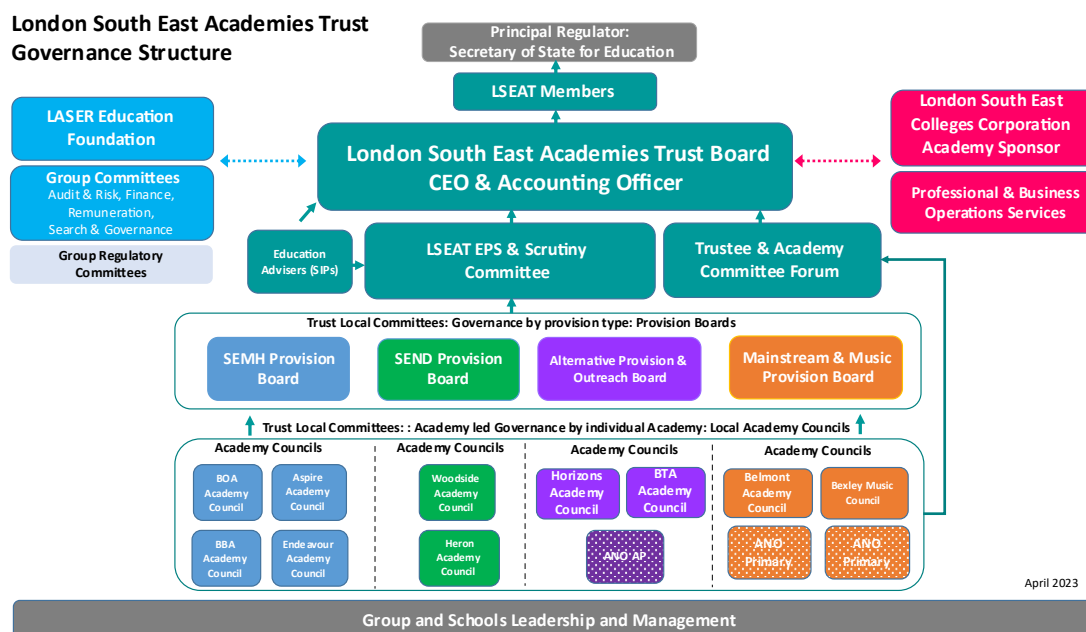 London South East Academies Trust
Governance Structure
Principal Regulator:
Secretary of State for Education
LSEAT Members
LASER Education
Foundation
London South East
Colleges Corporation
Academy Sponsor
London South East Academies Trust Board
CEO & Accounting Officer
Group Committees
Audit & Risk, Finance,
Remuneration,
Search & Governance
Professional & Business
Operations Services
Group Regulatory
Committees
Education
Advisers (SIPs)
LSEAT EPS & Scrutiny
Committee
Trustee & Academy
Committee Forum
Trust Local Committees: Governance by provision type: Provision Boards
SEMH Provision
Board
SEND Provision
Board
Alternative Provision &
Outreach Board
Mainstream & Music
Provision Board
Trust Local Committees: : Academy led Governance by individual Academy: Local Academy Councils
Academy Councils
Academy Councils
Academy Councils
Academy Councils
BOA
Academy
Council
Aspire
Academy
Council
Woodside
Academy
Council
Horizons
Academy
Council
BTA
Academy
Council
Belmont
Academy
Council
Bexley Music
Council
BBA
Academy
Council
Endeavour
Academy
Council
Heron
Academy
Council
ANO AP
ANO
Primary
ANO
Primary
April 2023
Group and Schools Leadership and Management